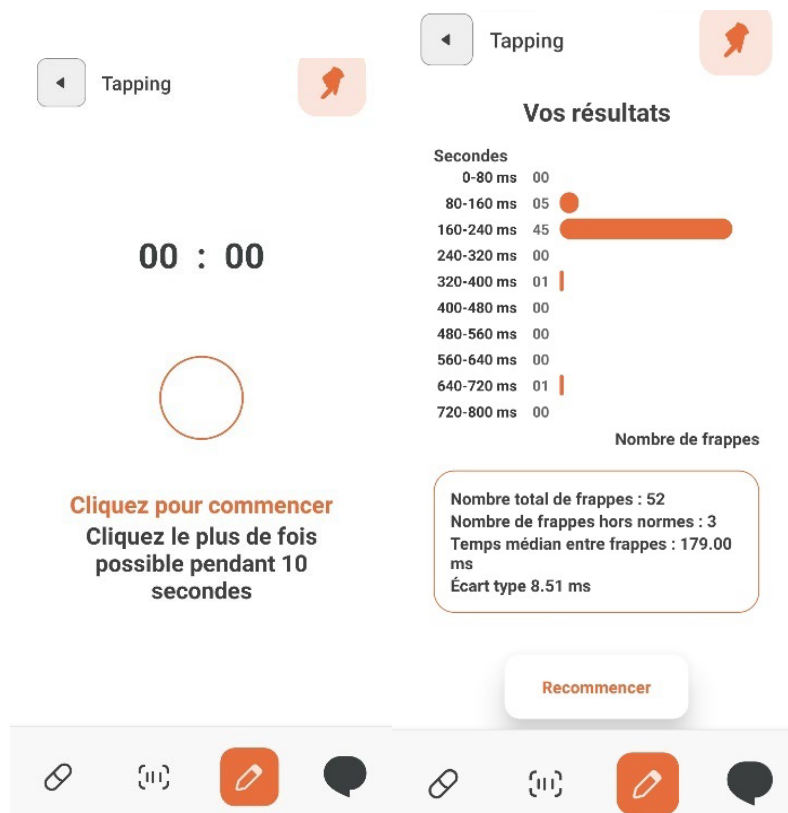 Tapping
00 : 00
Cliquez pour commencer
Cliquez le plus de fois
possible pendant 10
secondes
Tapping
Vos résultats
Secondes
0-80 ms 00
80-160 ms 05
160-240 ms 45
240-320 ms 00
320-400 ms 01
400-480 ms 00
480-560 ms 00
560-640 ms 00
640-720 ms 01
720-800 ms 00
Nombre de frappes
Nombre total de frappes : 52
Nombre de frappes hors normes : 3
Temps médian entre frappes : 179.00
ms
Écart type 8.51 ms
Recommencer